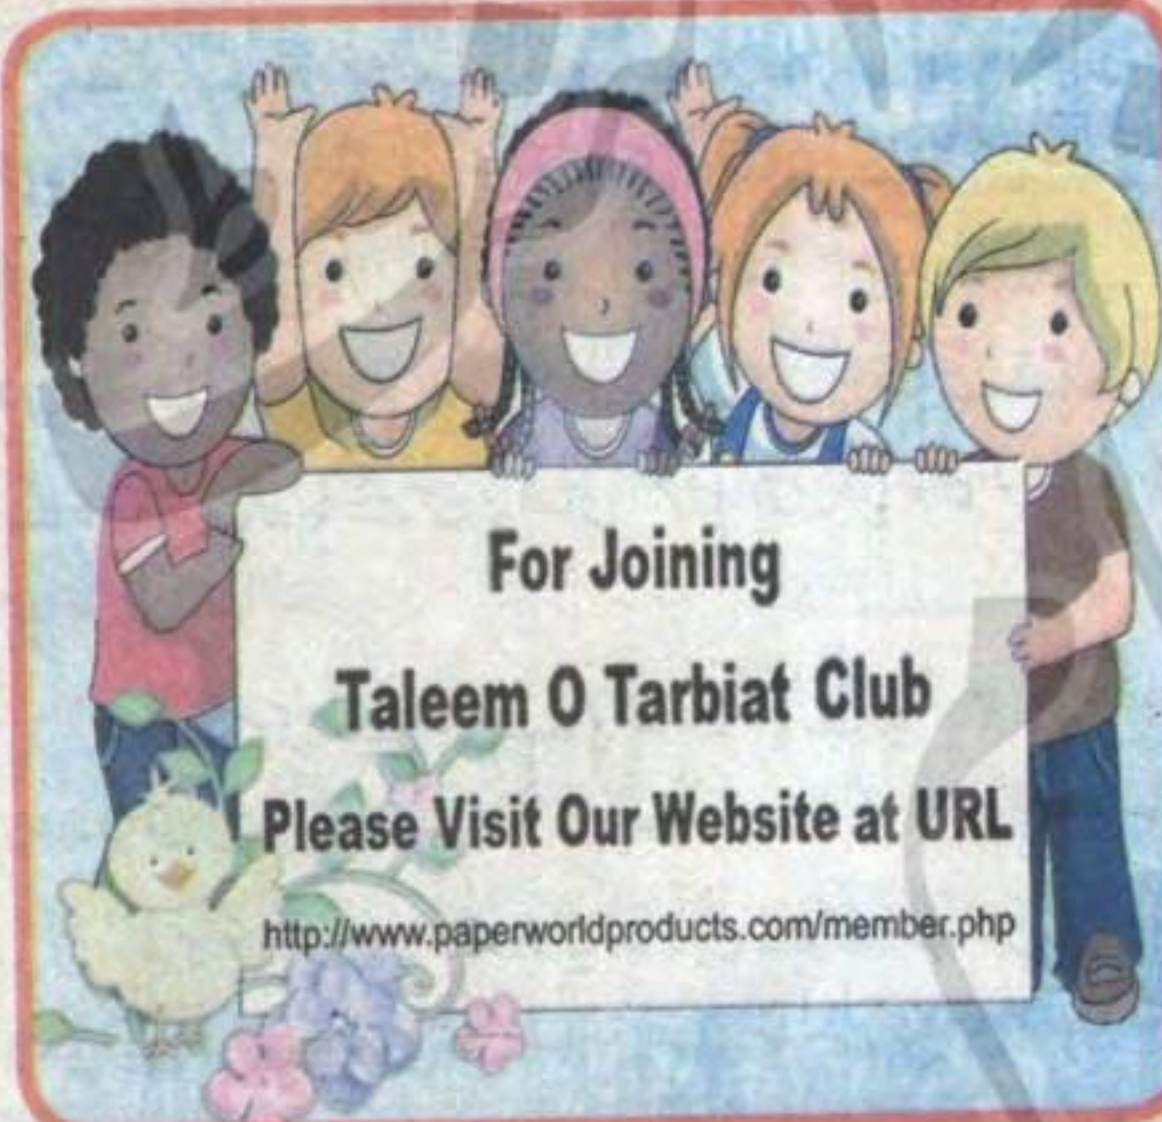 For Joining
Taleem O Tarbiat Club
Please Visit Our Website at URL
http://www.paperworldproducts.com/member.php